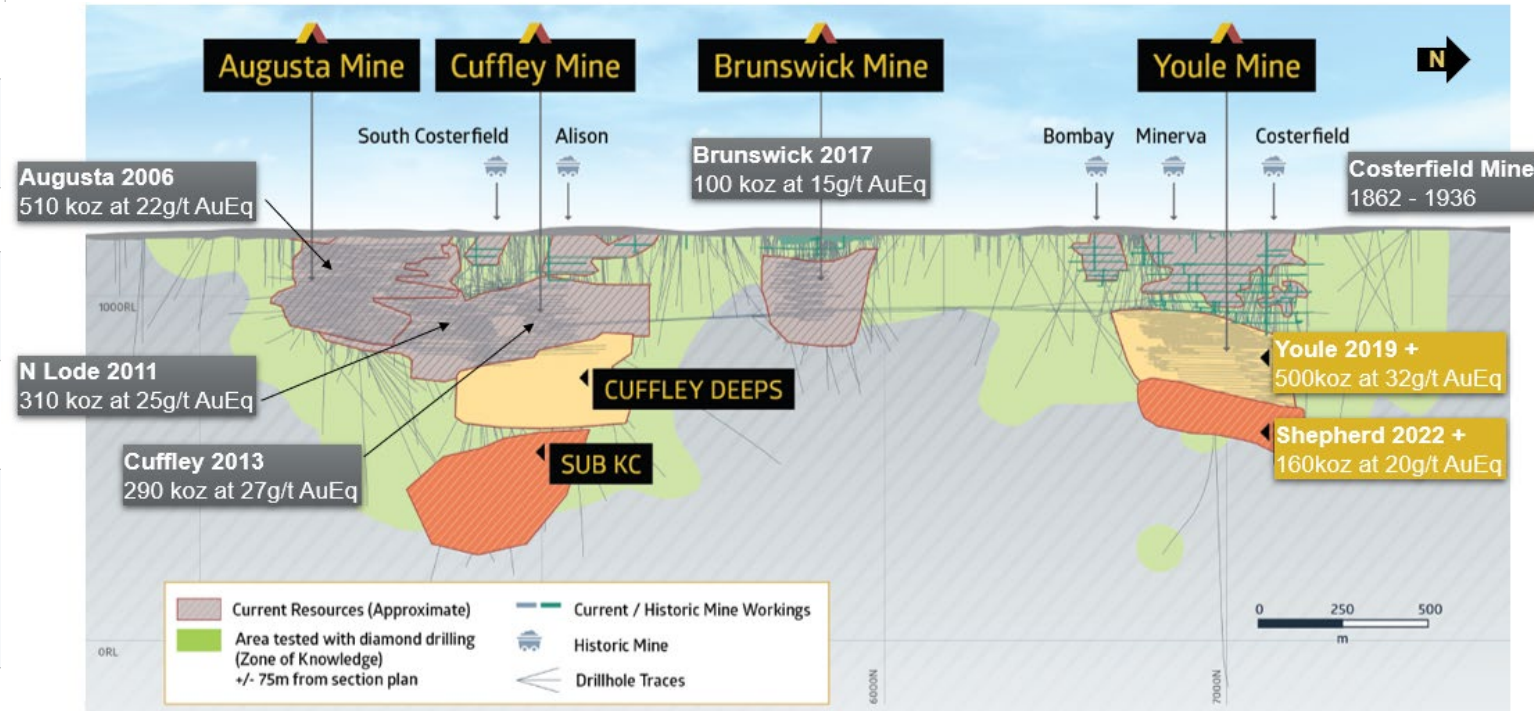 Augusta Mine
Cuffley Mine
Brunswick Mine
Youle Mine
N
South Costerfield
Alison
Bombay
Minerva
Costerfield
Augusta 2006
510 koz at 22g/t AuEq
Brunswick 2017
100 koz at 15g/t AuEq
Costerfield Mine
1862 - 1936
1000RL
N Lode 2011
310 koz at 25g/t AuEq
Youle 2019 +
500koz at 32g/t AuEq
CUFFLEY DEEPS
Shepherd 2022 +
160koz at 20g/t AuEq
Cuffley 2013
290 koz at 27g/t AuEq
SUB KC
Current Resources (Approximate)
Area tested with diamond drilling
(Zone of Knowledge)
+/- 75m from section plan
Current / Historic Mine Workings
Historic Mine
Drillhole Traces
0 250 500
m
0RL
6000N
7000N